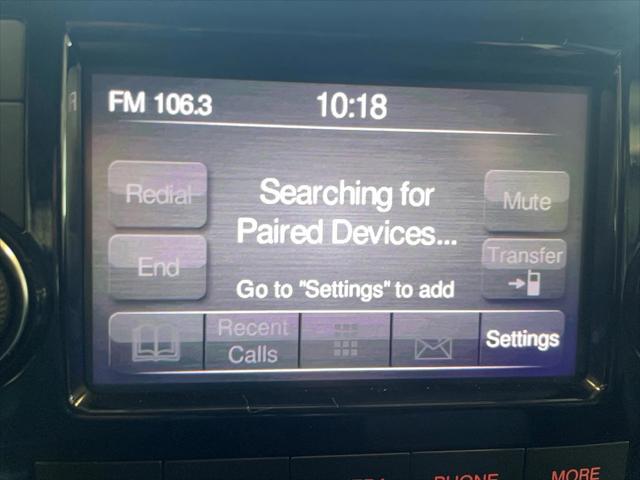 FM 106.3
10:18
Redial
Searching for
Paired Devices...
Mute
End
Transfer
Go to "Settings" to add
Recent
Calls
Settings
PHONE
MORE